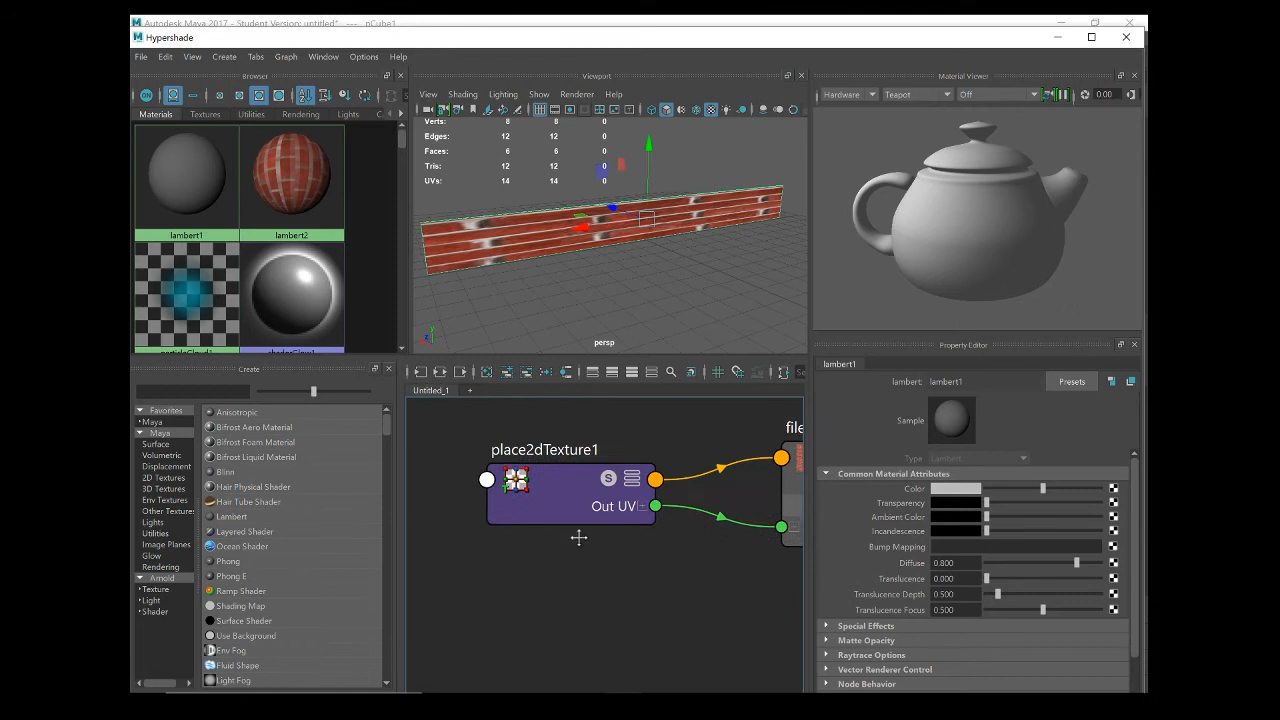 Autodesk Maya 2017 - Student Version: untitled* --- pCube1
Hypershade
File Edit View Create Tabs Graph Window Options Help
Browser
Viewport
Material Viewer
ON
View Shading Lighting Show Renderer Help
Hardware Teapot Off 0.00
Materials Textures Utilities Rendering Lights C
Verts: 8 8 0
Edges: 12 12 0
Faces: 6 6 0
Tris: 12 12 0
UVs: 14 14 0
lambert1 lambert2
persp
Create
Property Editor
lambert1
Untitled_1 +
lambert: lambert1 Presets
Sample
Type Lambert
Favorites
Maya
Maya
Surface
Volumetric
Displacement
2D Textures
3D Textures
Env Textures
Other Textures
Lights
Utilities
Image Planes
Glow
Rendering
Arnold
Texture
Light
Shader
Anisotropic
Bifrost Aero Material
Bifrost Foam Material
Bifrost Liquid Material
Blinn
Hair Physical Shader
Hair Tube Shader
Lambert
Layered Shader
Ocean Shader
Phong
Phong E
Ramp Shader
Shading Map
Surface Shader
Use Background
Env Fog
Fluid Shape
Light Fog
place2dTexture1
file
S
Out UV
Common Material Attributes
Color
Transparency
Ambient Color
Incandescence
Bump Mapping
Diffuse 0.800
Translucence 0.000
Translucence Depth 0.500
Translucence Focus 0.500
Special Effects
Matte Opacity
Raytrace Options
Vector Renderer Control
Node Behavior